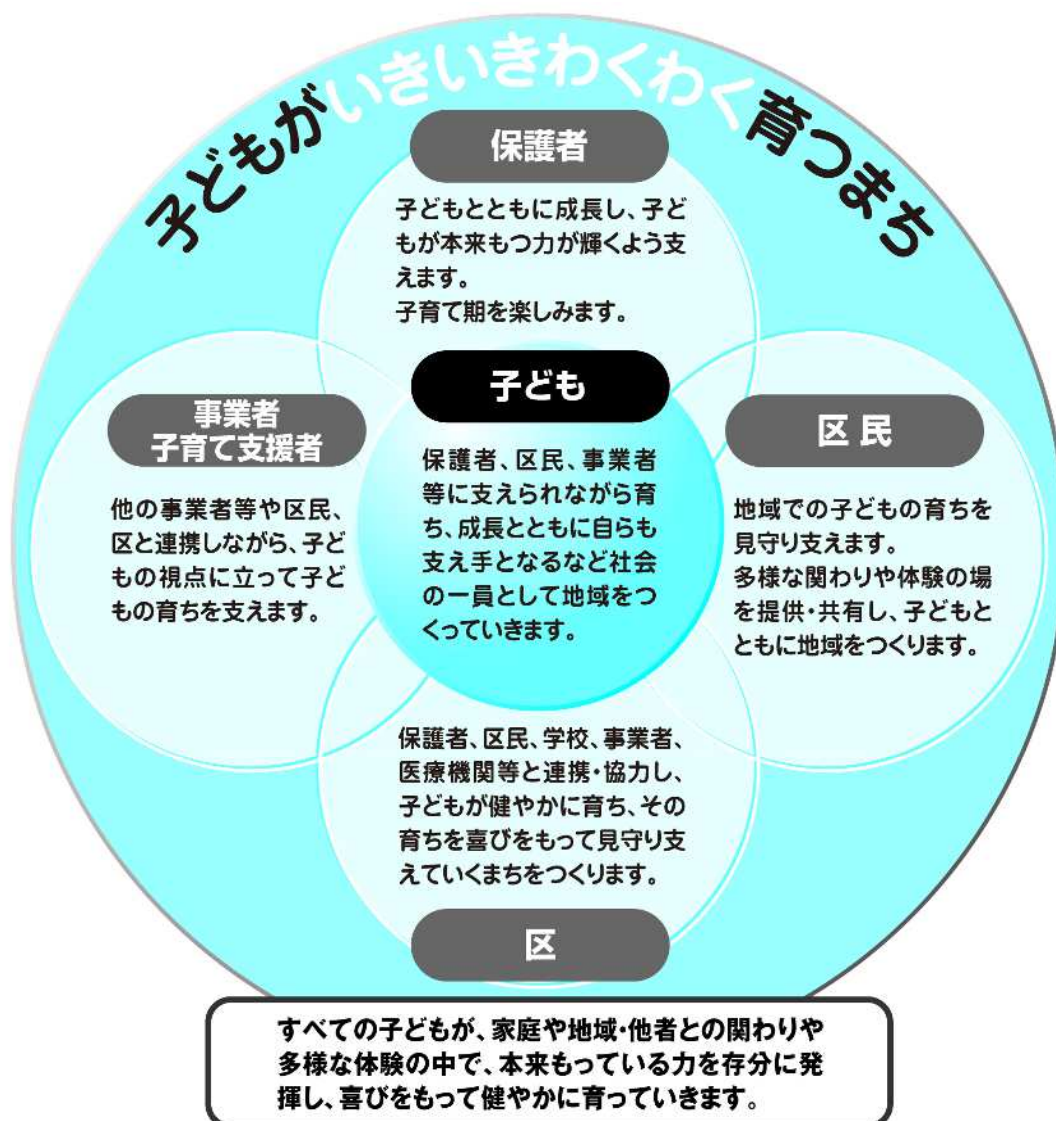 子どもがいきいきわくわく育つまち
保護者
子どもとともに成長し、子ど
もが本来もつ力が輝くよう支
えます。
子育て期を楽しみます。
子ども
保護者、区民、事業者
等に支えられながら育
ち、成長とともに自らも
支え手となるなど社会
の一員として地域をつ
くっていきます。
事業者
子育て支援者
他の事業者等や区民、
区と連携しながら、子ど
もの視点に立って子ど
もの育ちを支えます。
区民
地域での子どもの育ちを
見守り支えます。
多様な関わりや体験の場
を提供・共有し、子どもと
ともに地域をつくります。
保護者、区民、学校、事業者、
医療機関等と連携・協力し、
子どもが健やかに育ち、その
育ちを喜びをもって見守り支
えていくまちをつくります。
区
すべての子どもが、家庭や地域・他者との関わりや
多様な体験の中で、本来もっている力を存分に発
揮し、喜びをもって健やかに育っていきます。